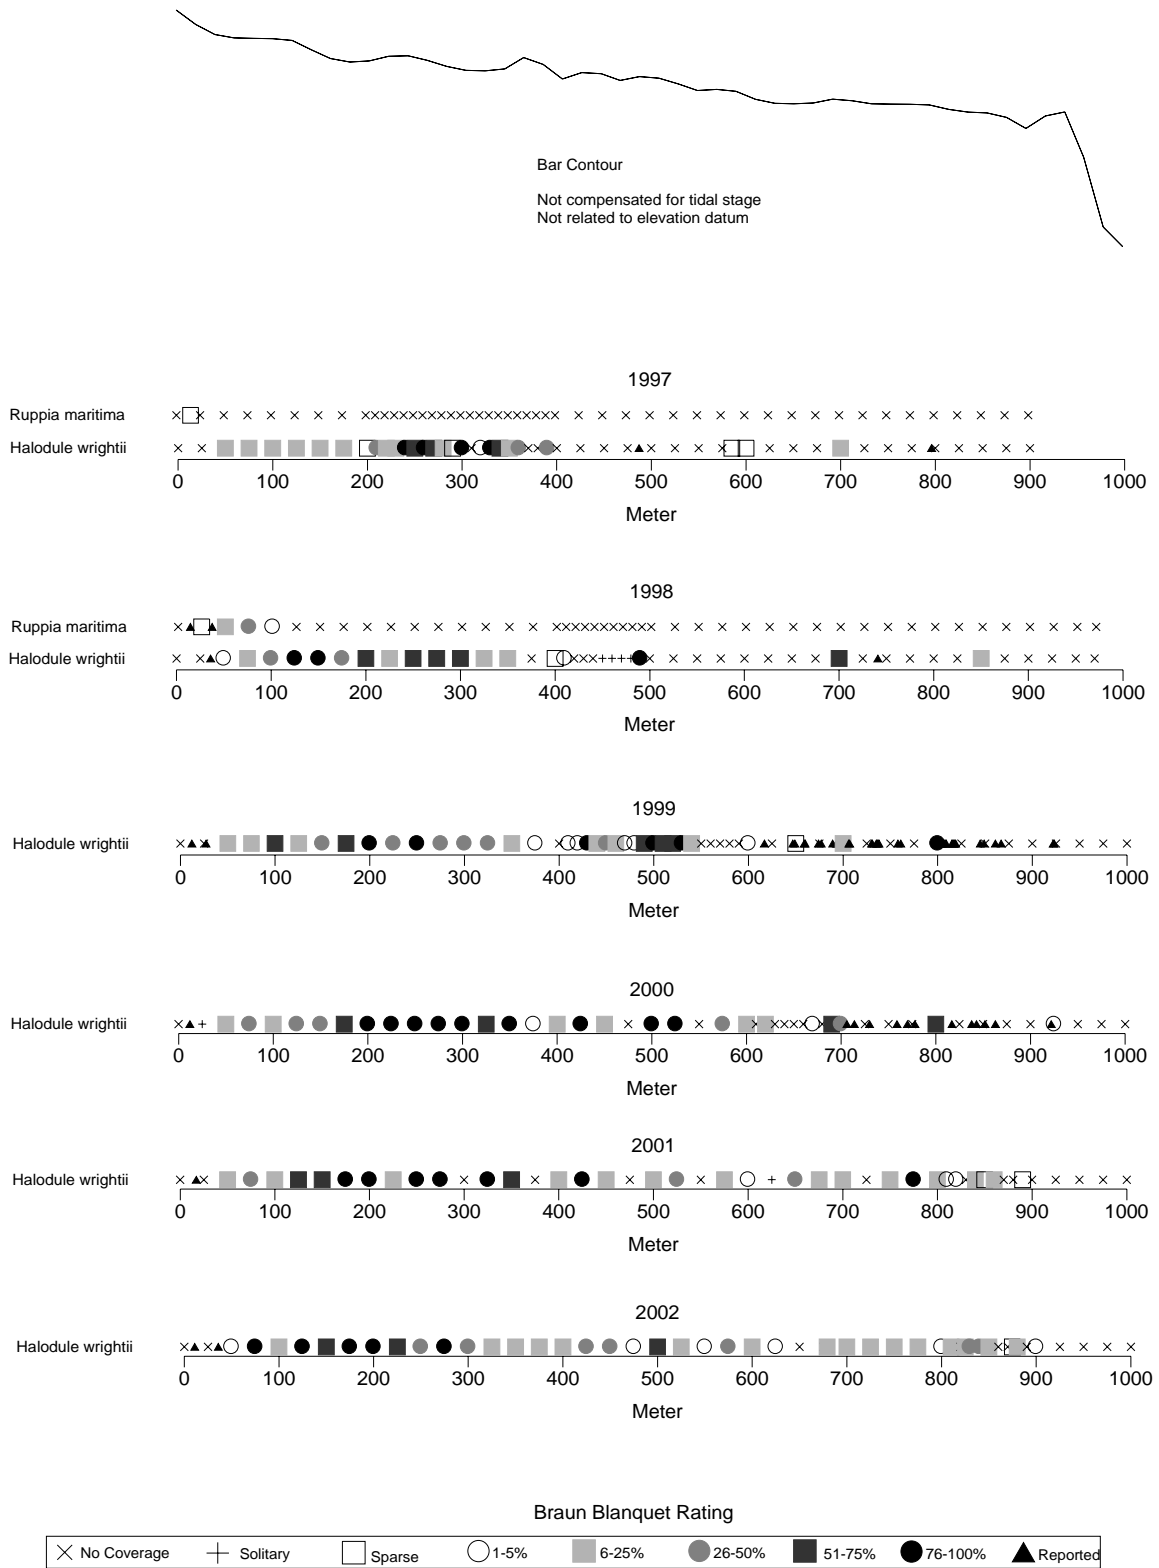 Bar Contour
Not compensated for tidal stage
Not related to elevation datum
1997
Ruppia maritima
Halodule wrightii
0 100 200 300 400 500 600 700 800 900 1000
Meter
1998
Ruppia maritima
Halodule wrightii
0 100 200 300 400 500 600 700 800 900 1000
Meter
1999
Halodule wrightii
0 100 200 300 400 500 600 700 800 900 1000
Meter
2000
Halodule wrightii
0 100 200 300 400 500 600 700 800 900 1000
Meter
2001
Halodule wrightii
0 100 200 300 400 500 600 700 800 900 1000
Meter
2002
Halodule wrightii
0 100 200 300 400 500 600 700 800 900 1000
Meter
Braun Blanquet Rating
No Coverage Solitary Sparse 1-5% 6-25% 26-50% 51-75% 76-100% Reported